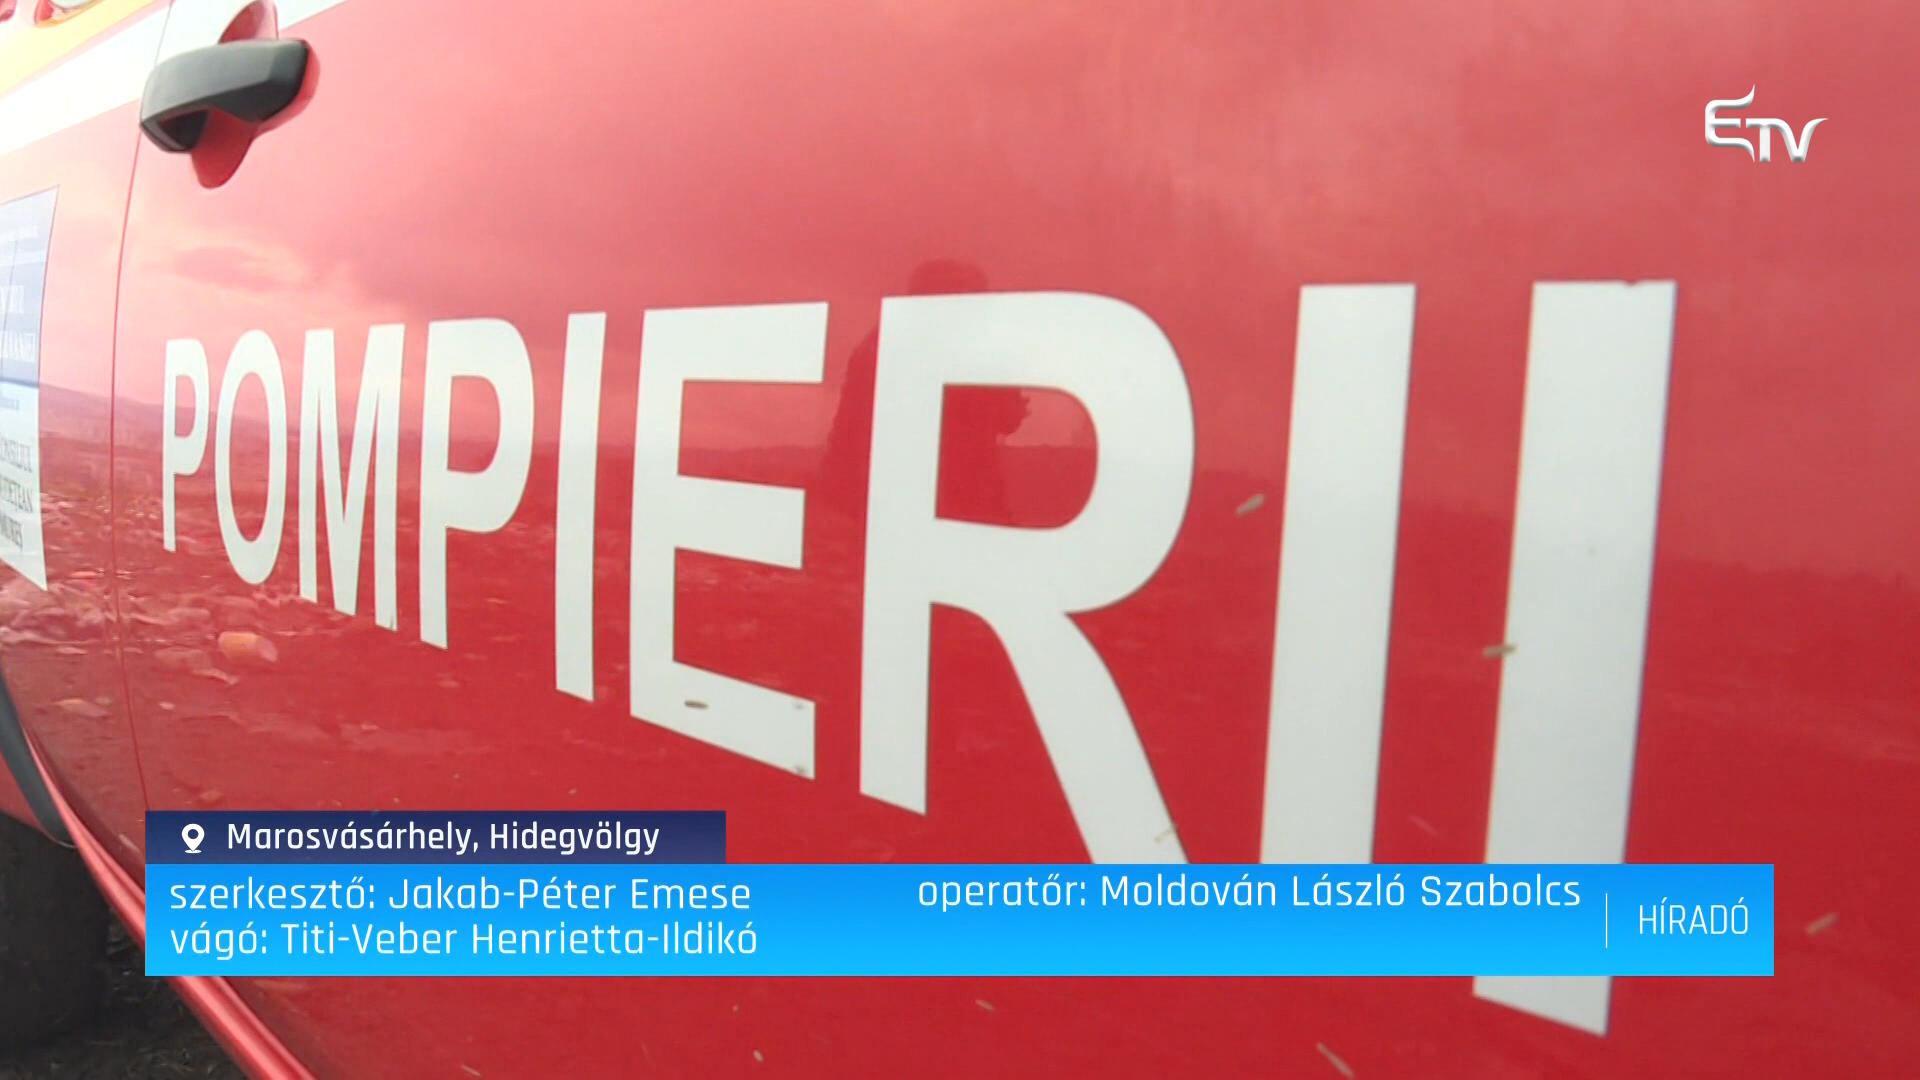 ETV
POMPIERII
Marosvásárhely, Hidegvölgy
szerkesztő: Jakab-Péter Emese
operatőr: Moldován László Szabolcs
vágó: Titi-Veber Henrietta-Ildikó
HÍRADÓ